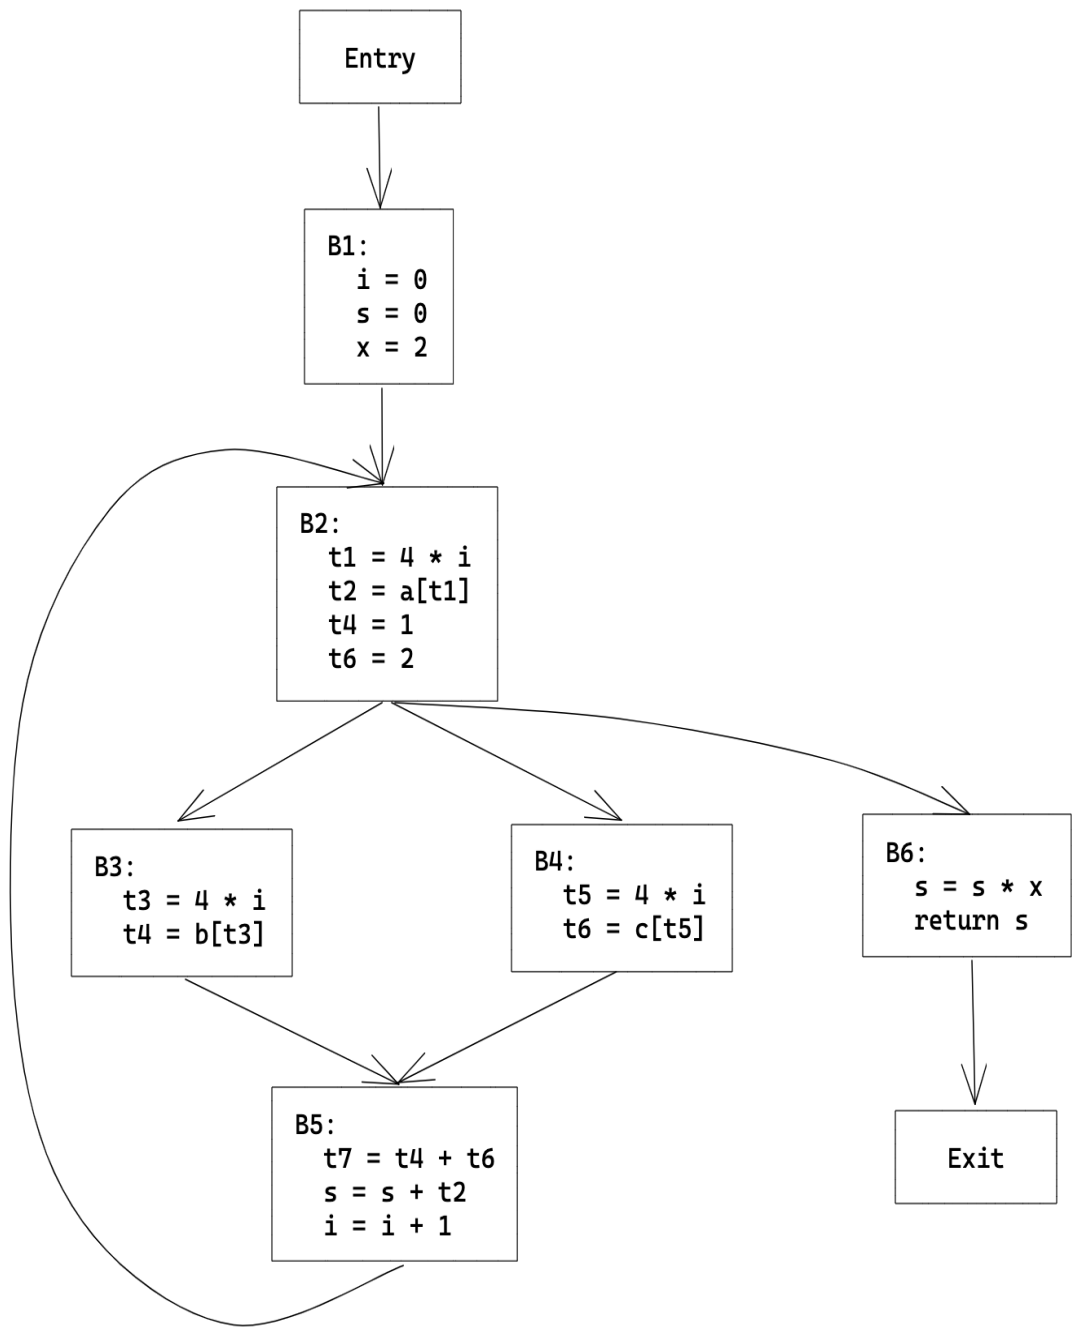 Entry
B1:
i = 0
s = 0
x = 2
B2:
t1 = 4 * i
t2 = a[t1]
t4 = 1
t6 = 2
B3:
t3 = 4 * i
t4 = b[t3]
B4:
t5 = 4 * i
t6 = c[t5]
B6:
s = s * x
return s
B5:
t7 = t4 + t6
s = s + t2
i = i + 1
Exit